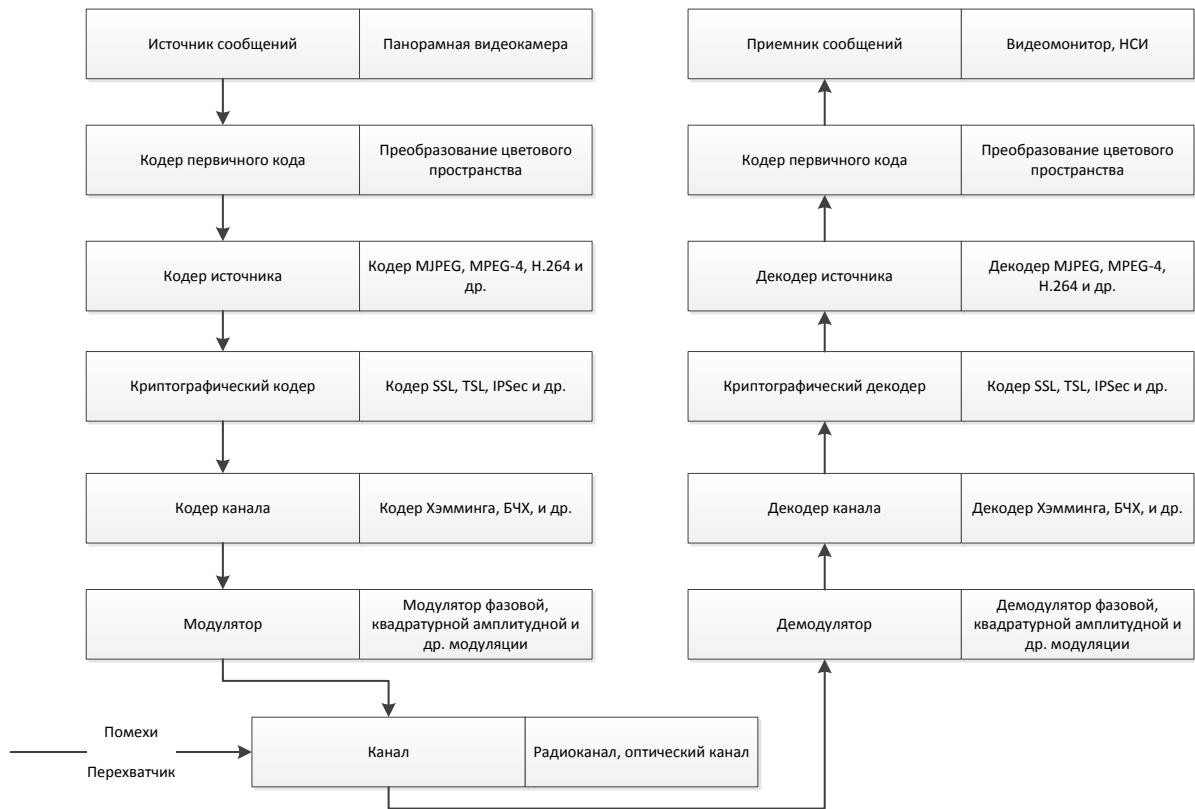 Источник сообщений
Панорамная видеокамера
Кодер первичного кода
Преобразование цветового
пространства
Кодер источника
Кодер MJPEG, MPEG-4, H.264 и
др.
Криптографический кодер
Кодер SSL, TSL, IPSec и др.
Кодер канала
Кодер Хэмминга, БЧХ, и др.
Модулятор
Модулятор фазовой,
квадратурной амплитудной и
др. модуляции
Помехи
Перехватчик
Канал
Радиоканал, оптический канал
Приемник сообщений
Видеомонитор, НСИ
Кодер первичного кода
Преобразование цветового
пространства
Декодер источника
Декодер MJPEG, MPEG-4,
H.264 и др.
Криптографический декодер
Кодер SSL, TSL, IPSec и др.
Декодер канала
Декодер Хэмминга, БЧХ, и др.
Демодулятор
Демодулятор фазовой,
квадратурной амплитудной и
др. модуляции